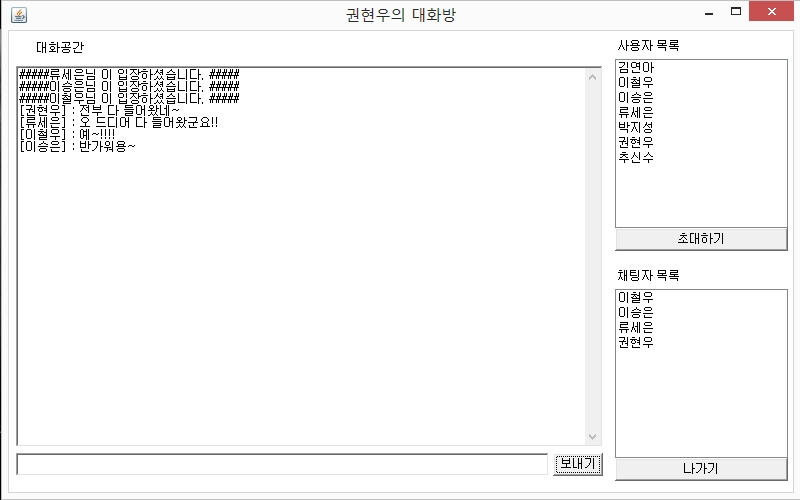 권현우의 대화방
대화공간
#####류세은님 이 입장하셨습니다. #####
#####이승은님 이 입장하셨습니다. #####
#####이철우님 이 입장하셨습니다. #####
[권현우] : 전부 다 들어왔네~
[류세은] : 오 드디어 다 들어왔군요!!
[이철우] : 예~!!!!
[이승은] : 반가워용~
보내기
사용자 목록
김연아
이철우
이승은
류세은
박지성
권현우
추신수
초대하기
채팅자 목록
이철우
이승은
류세은
권현우
나가기